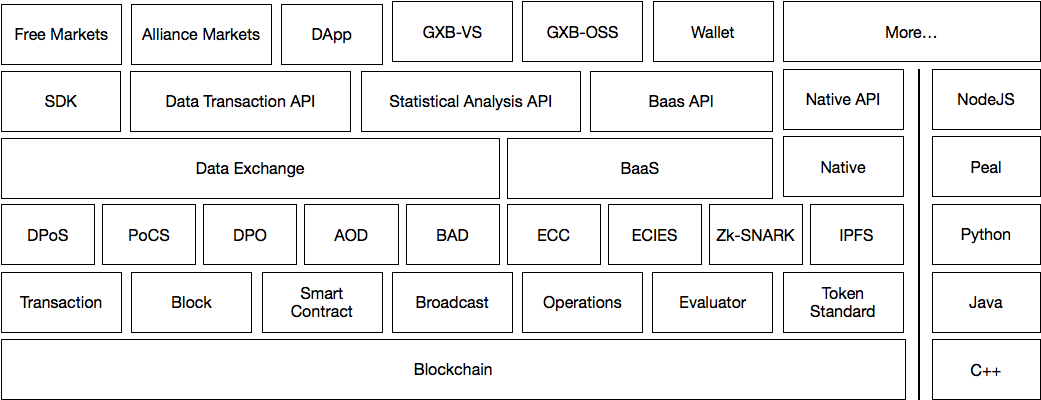 Free Markets
Alliance Markets
DApp
GXB-VS
GXB-OSS
Wallet
More…
SDK
Data Transaction API
Statistical Analysis API
Baas API
Native API
NodeJS
Data Exchange
BaaS
Native
Peal
DPoS
PoCS
DPO
AOD
BAD
ECC
ECIES
Zk-SNARK
IPFS
Python
Transaction
Block
Smart
Contract
Broadcast
Operations
Evaluator
Token
Standard
Java
Blockchain
C++